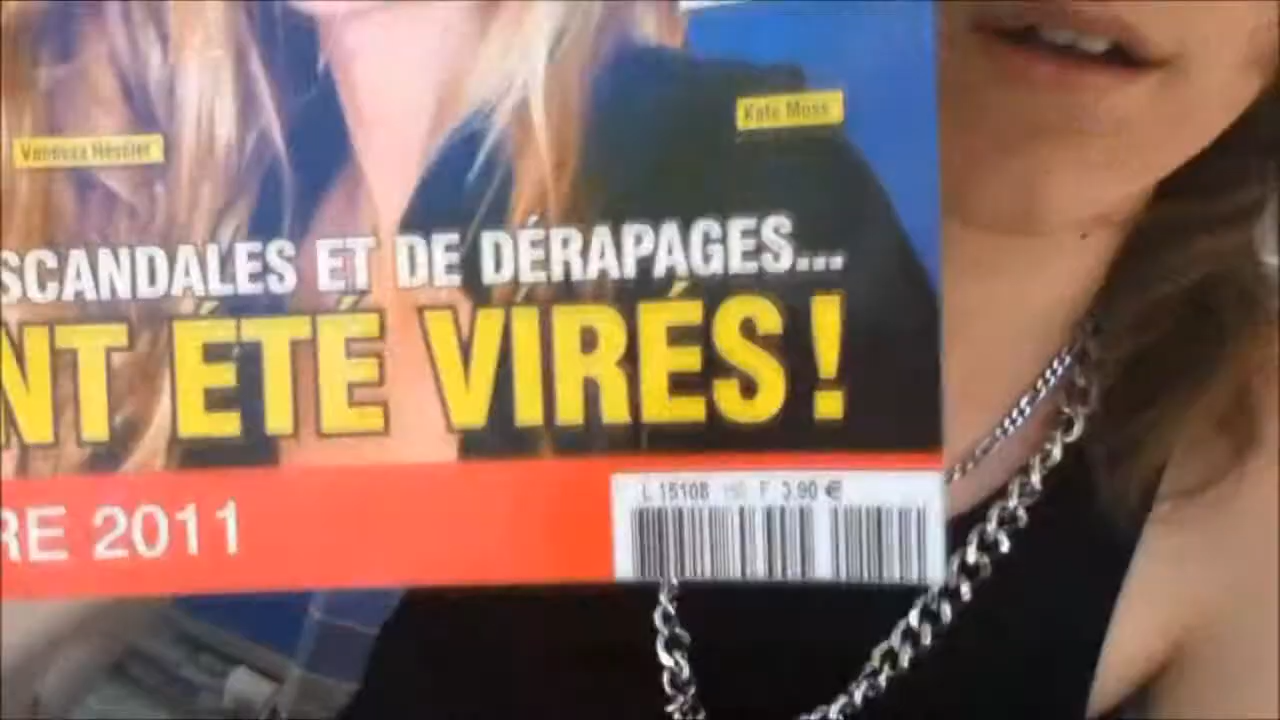 Kate Moss
Vanessa Hessler
SCANDALES ET DE DÉRAPAGES...
NT ÉTÉ VIRÉS !
L 15108 F 3,90 €
RE 2011